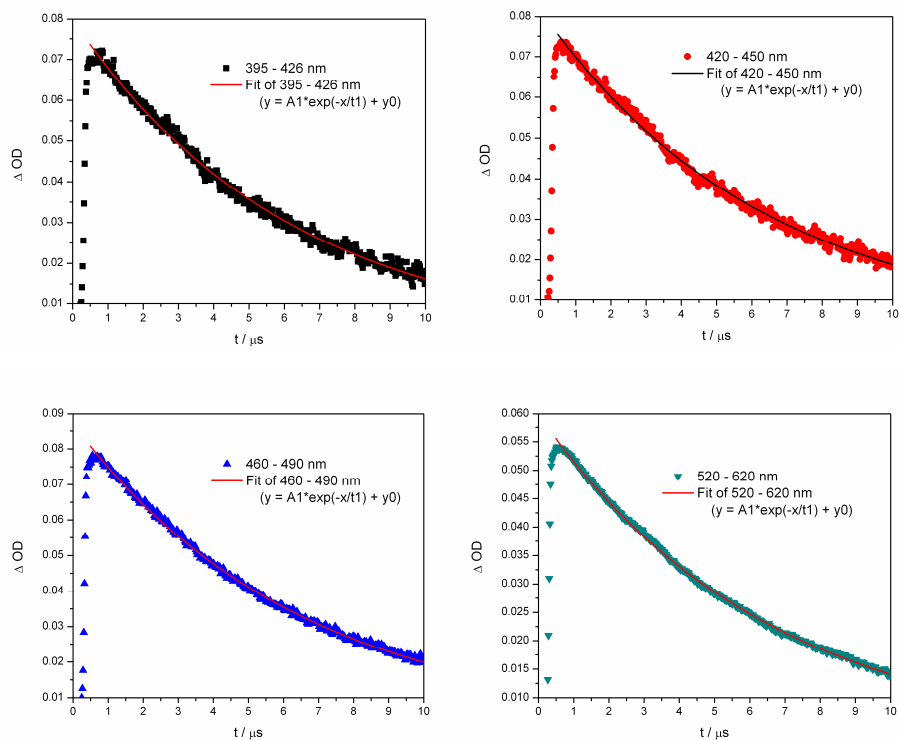 0.08
0.07
0.06
0.05
0.04
0.03
0.02
0.01
Δ OD
395 - 426 nm
Fit of 395 - 426 nm
(y = A1*exp(-x/t1) + y0)
0 1 2 3 4 5 6 7 8 9 10
t / μs
0.08
0.07
0.06
0.05
0.04
0.03
0.02
0.01
Δ OD
420 - 450 nm
Fit of 420 - 450 nm
(y = A1*exp(-x/t1) + y0)
0 1 2 3 4 5 6 7 8 9 10
t / μs
0.09
0.08
0.07
0.06
0.05
0.04
0.03
0.02
0.01
Δ OD
460 - 490 nm
Fit of 460 - 490 nm
(y = A1*exp(-x/t1) + y0)
0 1 2 3 4 5 6 7 8 9 10
t / μs
0.060
0.055
0.050
0.045
0.040
0.035
0.030
0.025
0.020
0.015
0.010
Δ OD
520 - 620 nm
Fit of 520 - 620 nm
(y = A1*exp(-x/t1) + y0)
0 1 2 3 4 5 6 7 8 9 10
t / μs